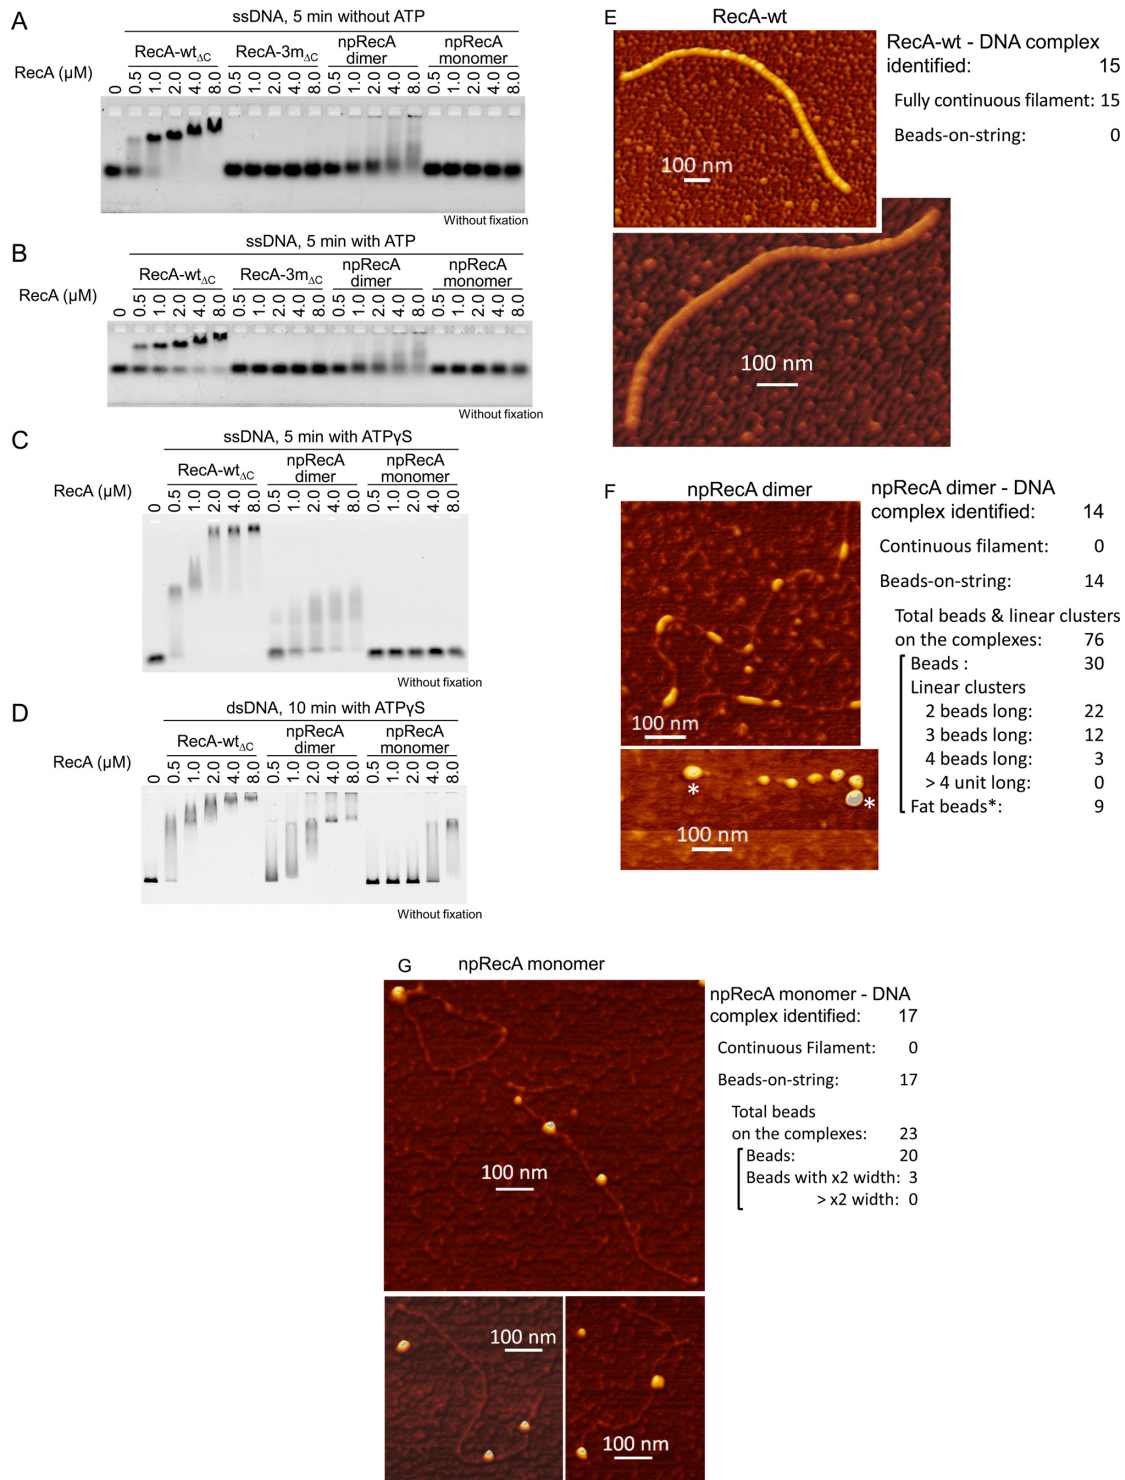 A
ssDNA, 5 min without ATP
RecA-wtΔC RecA-3mΔC npRecA dimer npRecA monomer
RecA (μM) 0 0.5 1.0 2.0 4.0 8.0 0.5 1.0 2.0 4.0 8.0 0.5 1.0 2.0 4.0 8.0 0.5 1.0 2.0 4.0 8.0
Without fixation
B
ssDNA, 5 min with ATP
RecA-wtΔC RecA-3mΔC npRecA dimer npRecA monomer
RecA (μM) 0 0.5 1.0 2.0 4.0 8.0 0.5 1.0 2.0 4.0 8.0 0.5 1.0 2.0 4.0 8.0 0.5 1.0 2.0 4.0 8.0
Without fixation
C
ssDNA, 5 min with ATPγS
RecA-wtΔC npRecA dimer npRecA monomer
RecA (μM) 0 0.5 1.0 2.0 4.0 8.0 0.5 1.0 2.0 4.0 8.0 0.5 1.0 2.0 4.0 8.0
Without fixation
D
dsDNA, 10 min with ATPγS
RecA-wtΔC npRecA dimer npRecA monomer
RecA (μM) 0 0.5 1.0 2.0 4.0 8.0 0.5 1.0 2.0 4.0 8.0 0.5 1.0 2.0 4.0 8.0
Without fixation
E
RecA-wt
100 nm
100 nm
RecA-wt - DNA complex
identified: 15
Fully continuous filament: 15
Beads-on-string: 0
F
npRecA dimer
100 nm
*
*
100 nm
npRecA dimer - DNA
complex identified: 14
Continuous filament: 0
Beads-on-string: 14
Total beads & linear clusters
on the complexes: 76
Beads : 30
Linear clusters
2 beads long: 22
3 beads long: 12
4 beads long: 3
> 4 unit long: 0
Fat beads*: 9
G
npRecA monomer
100 nm
100 nm
100 nm
npRecA monomer - DNA
complex identified: 17
Continuous Filament: 0
Beads-on-string: 17
Total beads
on the complexes: 23
Beads: 20
Beads with x2 width: 3
> x2 width: 0